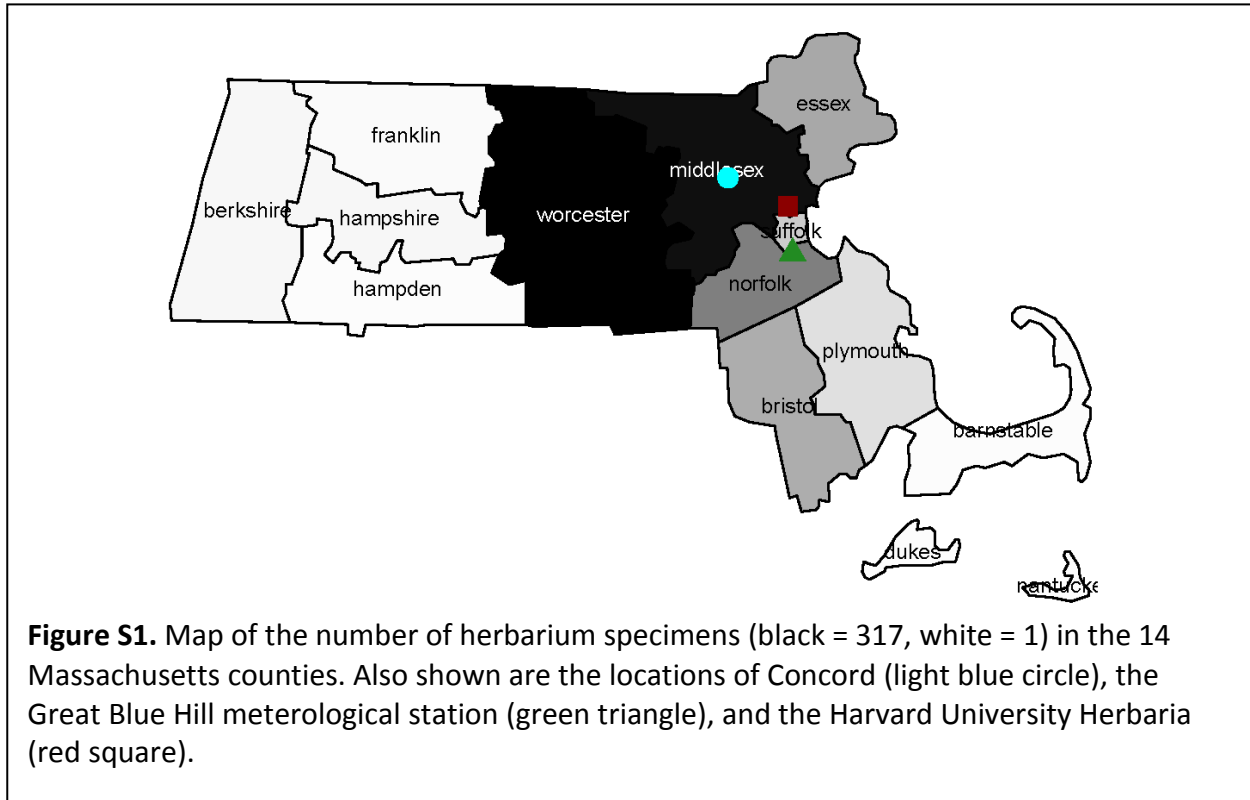 essex
franklin
middlesex
berkshire
hampshire
worcester
suffolk
norfolk
hampden
plymouth
bristol
barnstable
dukes
nantucke
Figure S1. Map of the number of herbarium specimens (black = 317, white = 1) in the 14
Massachusetts counties. Also shown are the locations of Concord (light blue circle), the
Great Blue Hill meterological station (green triangle), and the Harvard University Herbaria
(red square).